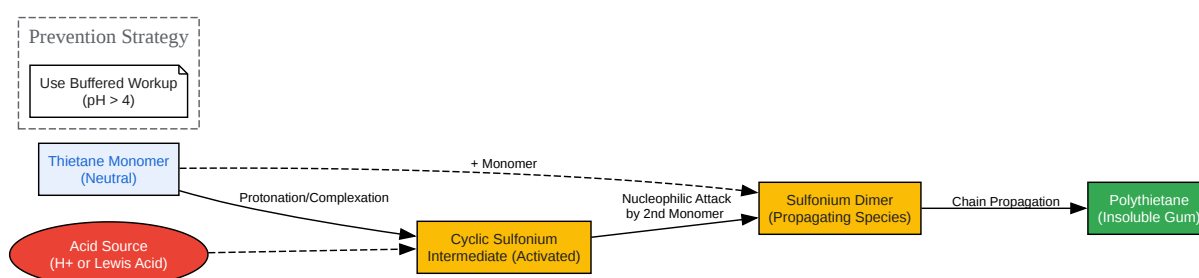 Prevention Strategy
Use Buffered Workup
(pH > 4)
Thietane Monomer
(Neutral)
+ Monomer
Protonation/Complexation
Acid Source
(H+ or Lewis Acid)
Cyclic Sulfonium
Intermediate (Activated)
Nucleophilic Attack
by 2nd Monomer
Sulfonium Dimer
(Propagating Species)
Chain Propagation
Polythietane
(Insoluble Gum)